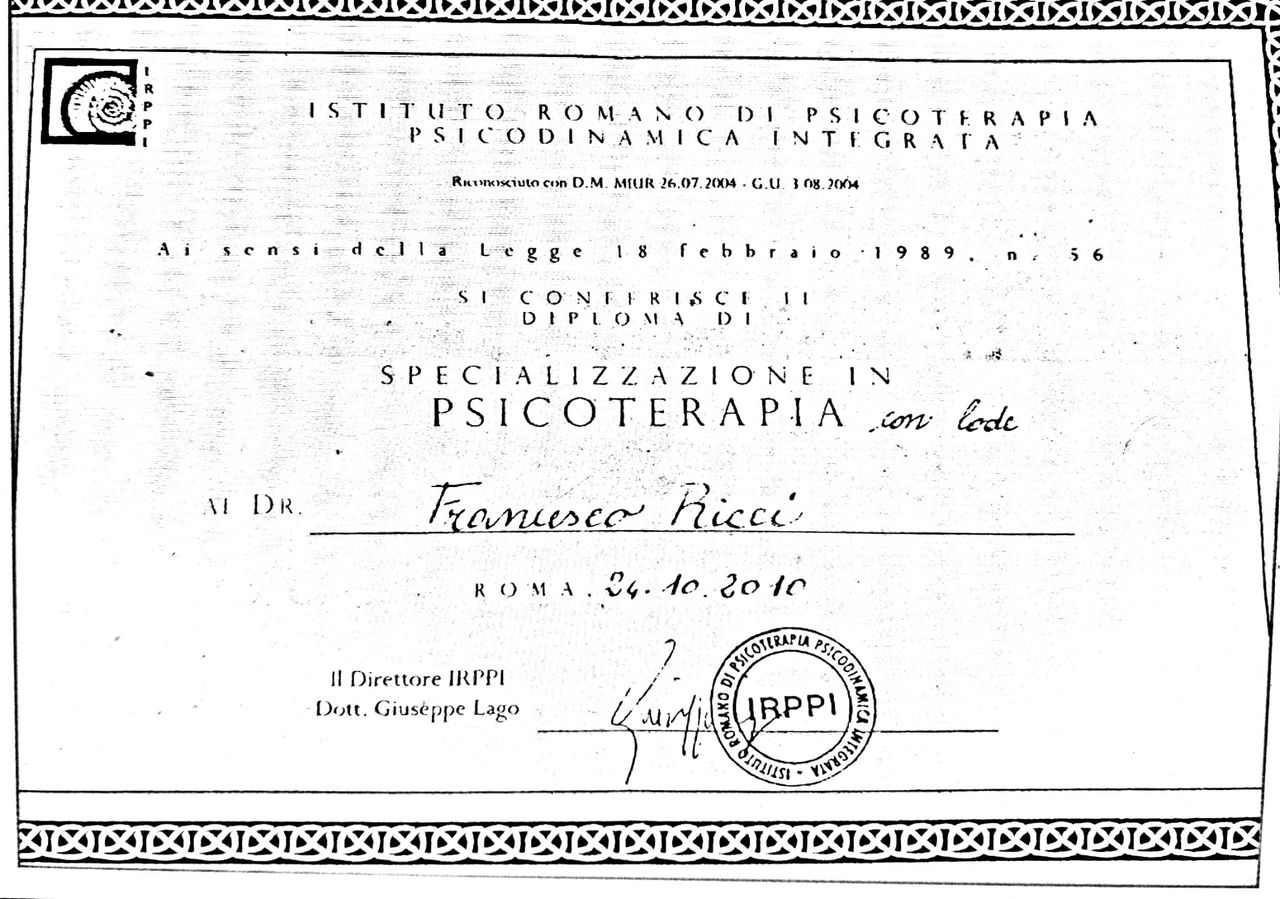 IRPPI
ISTITUTO ROMANO DI PSICOTERAPIA
PSICODINAMICA INTEGRATA
Riconosciuto con D.M. MIUR 26.07.2004 - G.U. 3 08.2004
Ai sensi della Legge 18 febbraio 1989, n. 56
SI CONFERISCE IL
DIPLOMA DI
SPECIALIZZAZIONE IN
PSICOTERAPIA con lode
AL DR. Francesco Ricci
ROMA, 24.10.2010
Il Direttore IRPPI
Dott. Giuseppe Lago
ISTITUTO ROMANO DI PSICOTERAPIA PSICODINAMICA INTEGRATA -
IRPPI